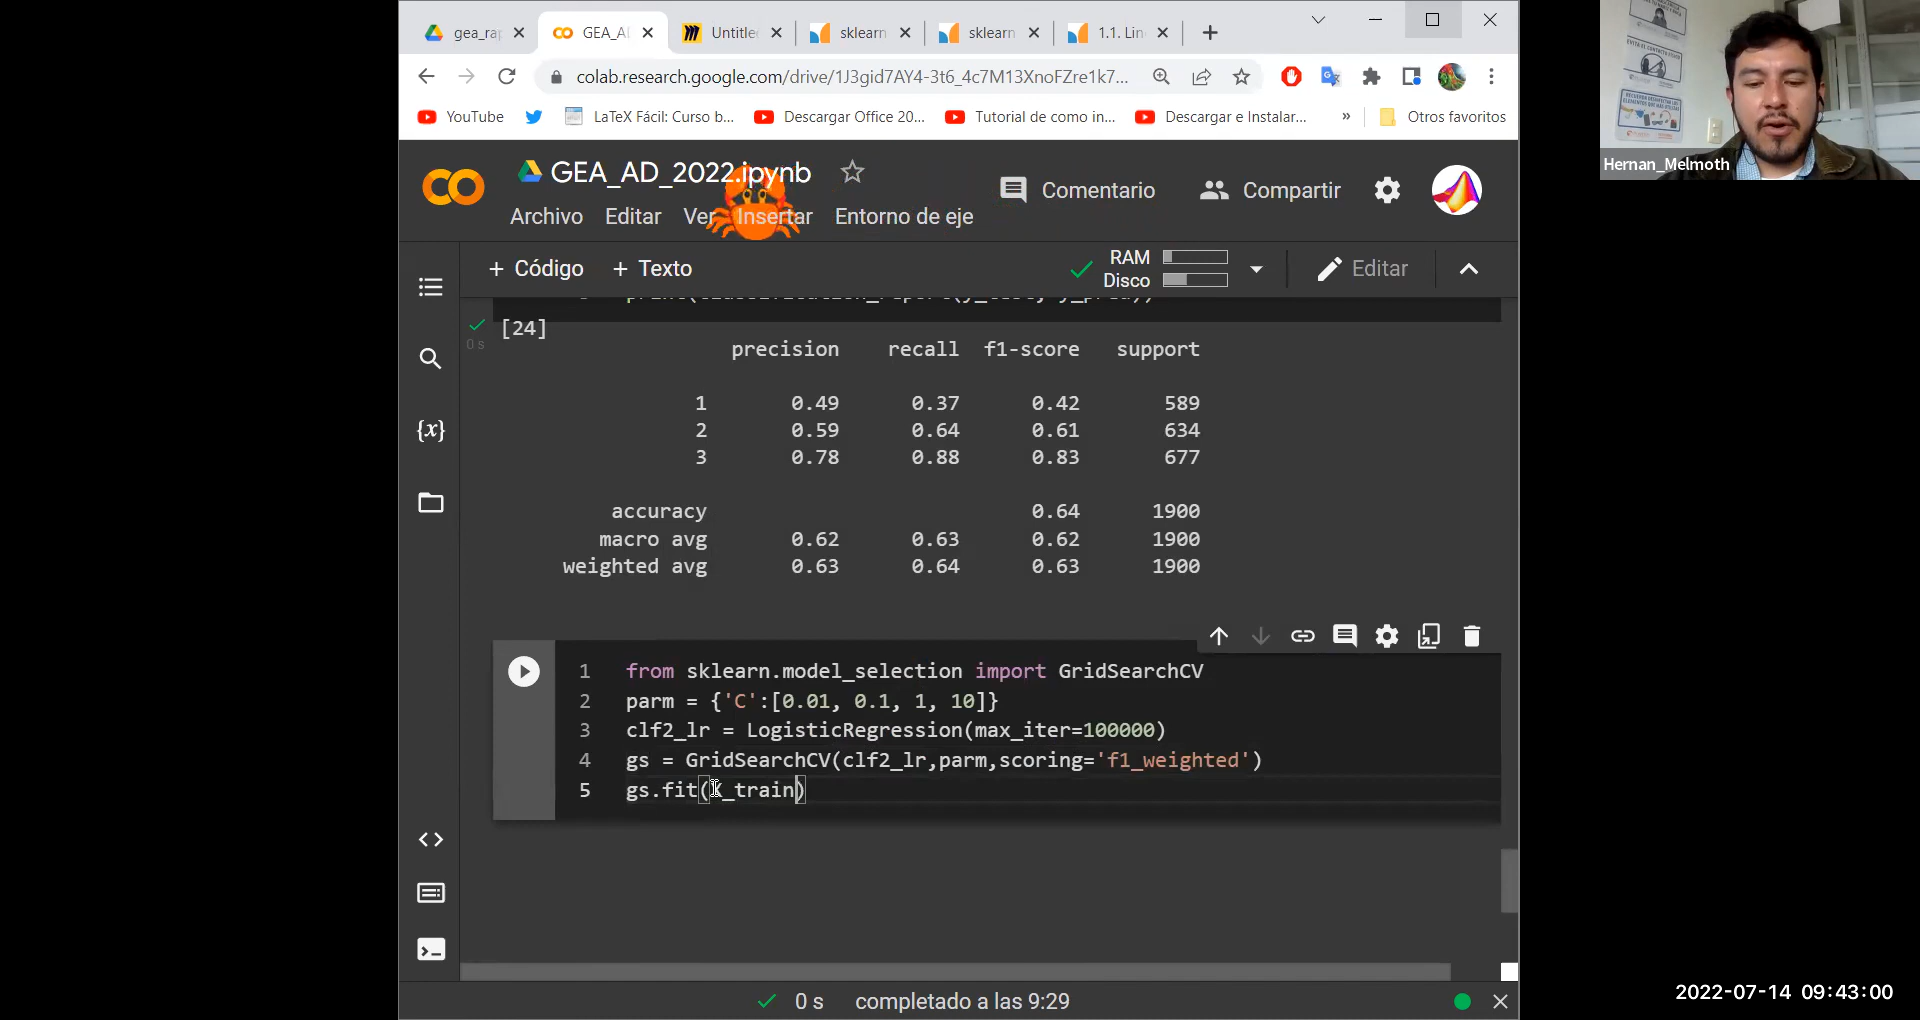 gea_ra
GEA_A
Untitle
sklearn
sklearn
1.1. Lin
colab.research.google.com/drive/1J3gid7AY4-3t6_4c7M13XnoFZre1k7...
YouTube
LaTeX Fácil: Curso b...
Descargar Office 20...
Tutorial de como in...
Descargar e Instalar...
»
Otros favoritos
GEA_AD_2022.ipynb
Comentario
Compartir
Archivo Editar Ver Insertar Entorno de eje
+ Código + Texto
RAM
Disco
Editar
[24]
0 s
precision recall f1-score support
1 0.49 0.37 0.42 589
2 0.59 0.64 0.61 634
3 0.78 0.88 0.83 677
accuracy 0.64 1900
macro avg 0.62 0.63 0.62 1900
weighted avg 0.63 0.64 0.63 1900
1 from sklearn.model_selection import GridSearchCV
2 parm = {'C':[0.01, 0.1, 1, 10]}
3 clf2_lr = LogisticRegression(max_iter=100000)
4 gs = GridSearchCV(clf2_lr,parm,scoring='f1_weighted')
5 gs.fit(X_train)
0 s completado a las 9:29
Hernan_Melmoth
2022-07-14 09:43:00